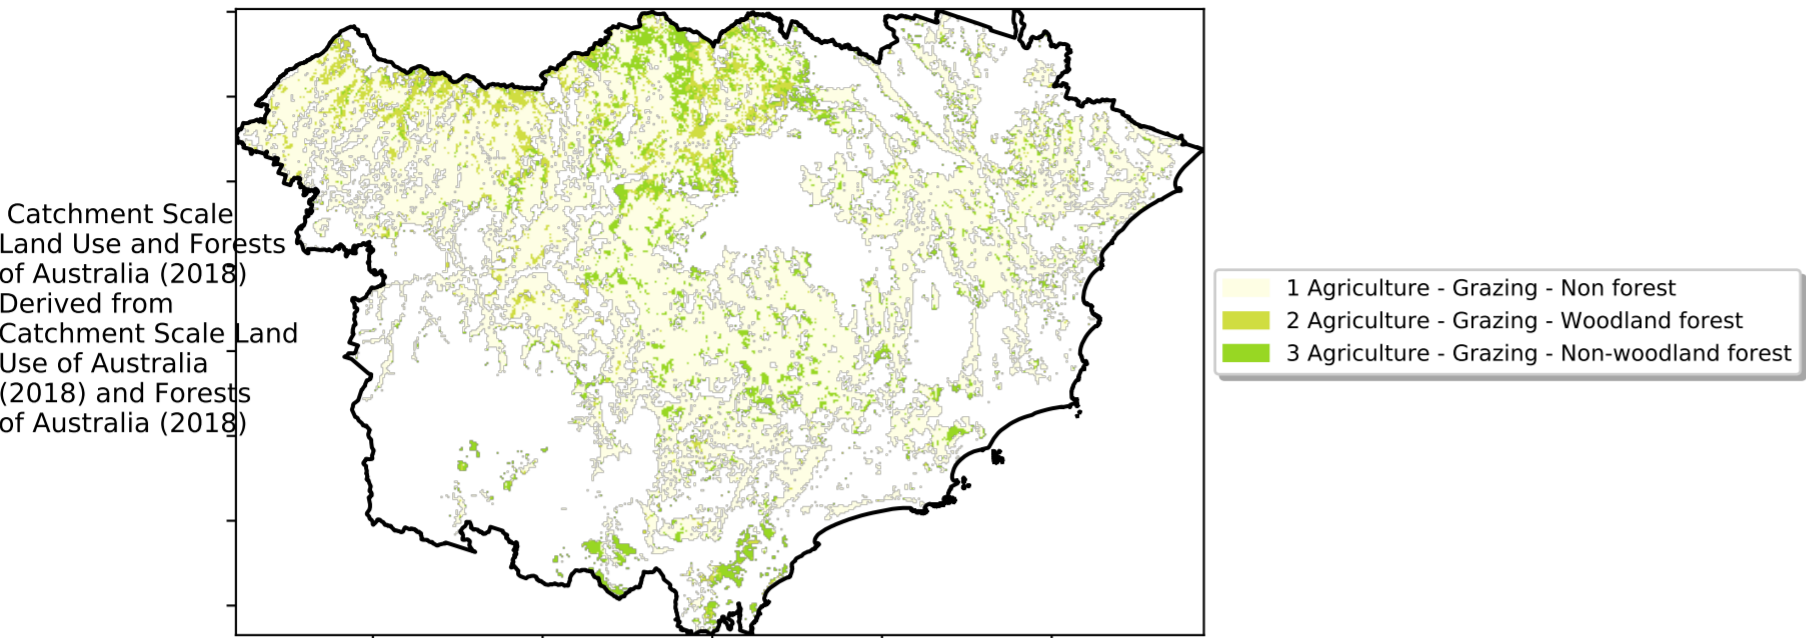 Catchment Scale
Land Use and Forests
of Australia (2018)
Derived from
Catchment Scale Land
Use of Australia
(2018) and Forests
of Australia (2018)
1 Agriculture - Grazing - Non forest
2 Agriculture - Grazing - Woodland forest
3 Agriculture - Grazing - Non-woodland forest